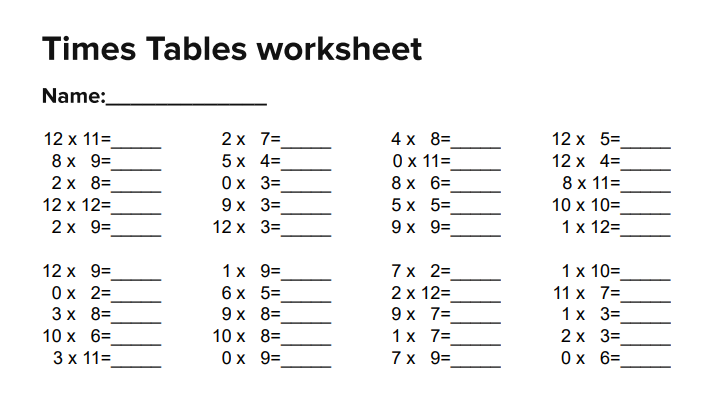 Times Tables worksheet
Name:_____________
12 x 11=_____ 2 x 7=_____ 4 x 8=_____ 12 x 5=_____
8 x 9=_____ 5 x 4=_____ 0 x 11=_____ 12 x 4=_____
2 x 8=_____ 0 x 3=_____ 8 x 6=_____ 8 x 11=_____
12 x 12=_____ 9 x 3=_____ 5 x 5=_____ 10 x 10=_____
2 x 9=_____ 12 x 3=_____ 9 x 9=_____ 1 x 12=_____
12 x 9=_____ 1 x 9=_____ 7 x 2=_____ 1 x 10=_____
0 x 2=_____ 6 x 5=_____ 2 x 12=_____ 11 x 7=_____
3 x 8=_____ 9 x 8=_____ 9 x 7=_____ 1 x 3=_____
10 x 6=_____ 10 x 8=_____ 1 x 7=_____ 2 x 3=_____
3 x 11=_____ 0 x 9=_____ 7 x 9=_____ 0 x 6=_____